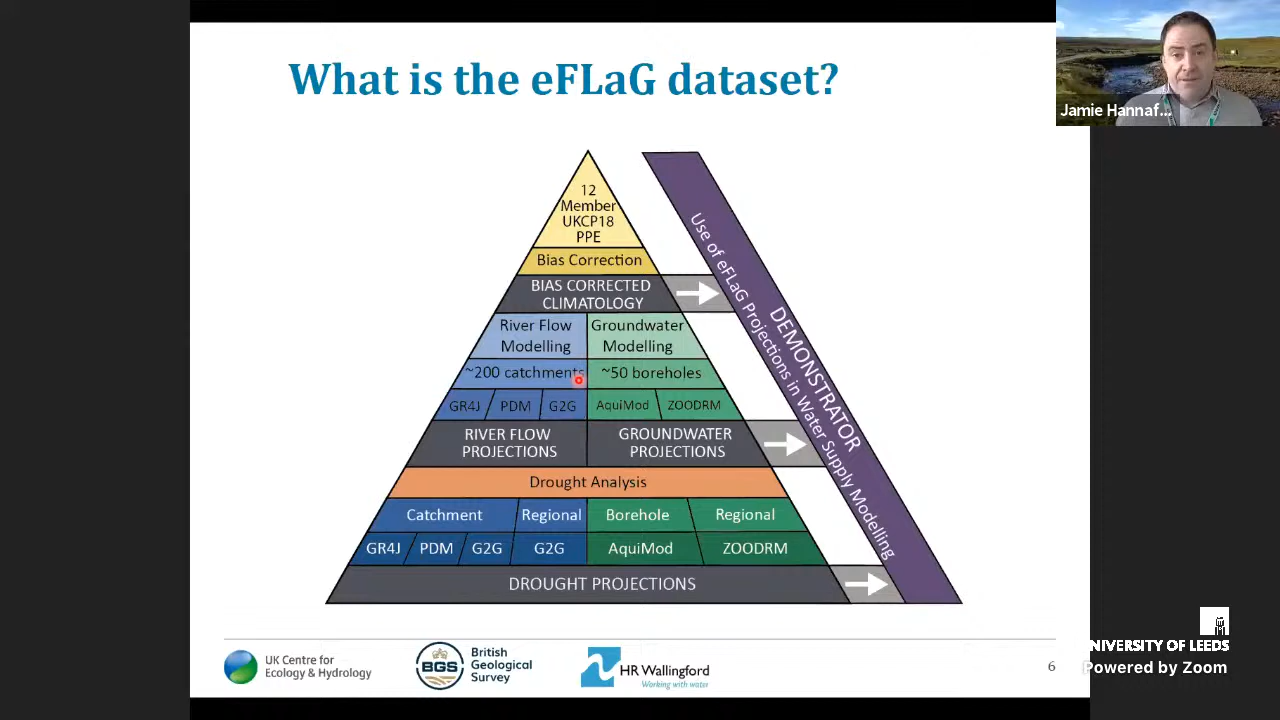 What is the eFLaG dataset?
Jamie Hannaf...
12
Member
UKCP18
PPE
Bias Correction
BIAS CORRECTED
CLIMATOLOGY
River Flow
Modelling
Groundwater
Modelling
~200 catchments
~50 boreholes
GR4J
PDM
G2G
AquiMod
ZOODRM
RIVER FLOW
PROJECTIONS
GROUNDWATER
PROJECTIONS
Drought Analysis
Catchment
Regional
Borehole
Regional
GR4J
PDM
G2G
G2G
AquiMod
ZOODRM
DROUGHT PROJECTIONS
DEMONSTRATOR
Use of eFLaG Projections in Water Supply Modelling
UK Centre for
Ecology & Hydrology
BGS
British
Geological
Survey
HR Wallingford
Working with water
6
NIVERSITY OF LEEDS
Powered by Zoom